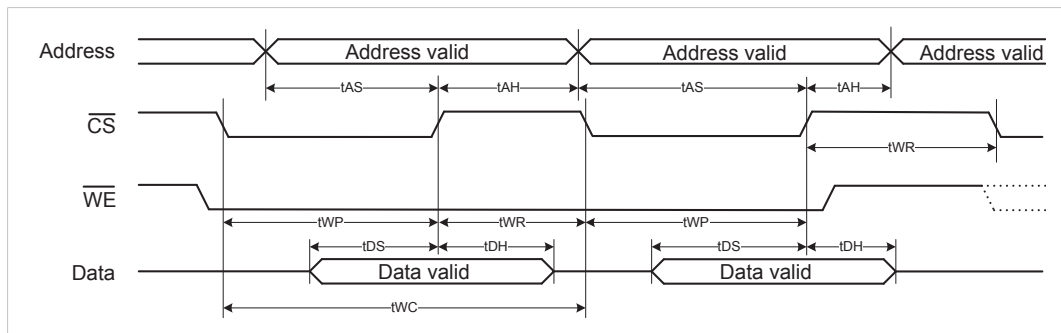 Address
Address valid
Address valid
Address valid
tAS
tAH
tAS
tAH
CS
tWR
WE
tWP
tWR
tWP
tDS
tDH
tDS
tDH
Data
Data valid
Data valid
tWC